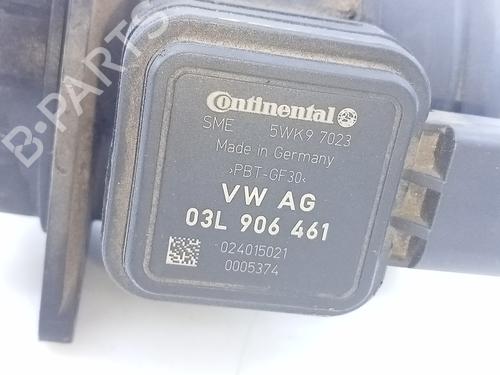 B-PARTS
Continental
SME 5WK9 7023
Made in Germany
>PBT-GF30<
VW AG
03L 906 461
024015021
0005374